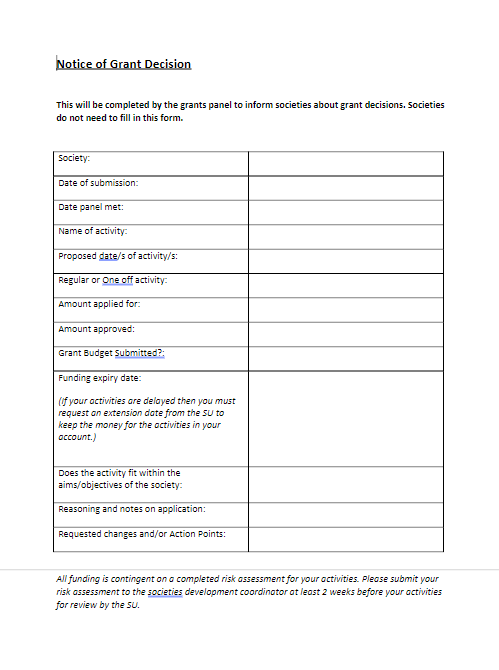 Notice of Grant Decision
This will be completed by the grants panel to inform societies about grant decisions. Societies
do not need to fill in this form.
Society:
Date of submission:
Date panel met:
Name of activity:
Proposed date/s of activity/s:
Regular or One off activity:
Amount applied for:
Amount approved:
Grant Budget Submitted?:
Funding expiry date:
(If your activities are delayed then you must
request an extension date from the SU to
keep the money for the activities in your
account.)
Does the activity fit within the
aims/objectives of the society:
Reasoning and notes on application:
Requested changes and/or Action Points:
All funding is contingent on a completed risk assessment for your activities. Please submit your
risk assessment to the societies development coordinator at least 2 weeks before your activities
for review by the SU.